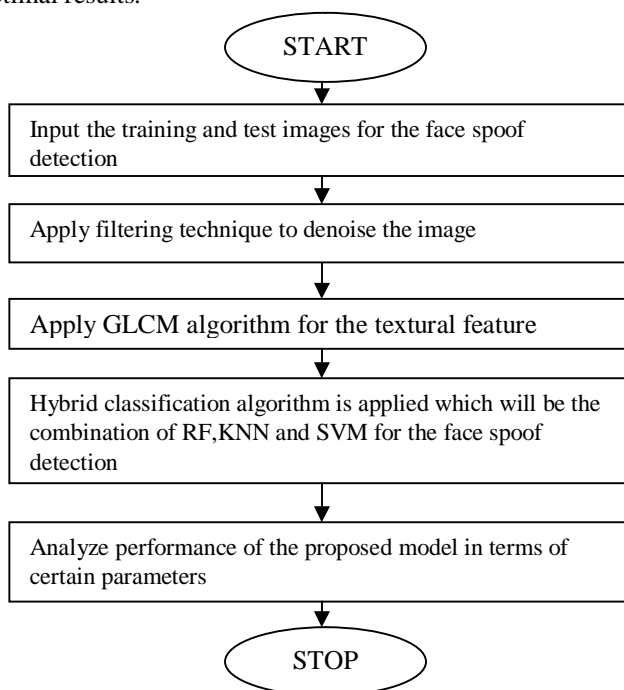 timal results.
START
Input the training and test images for the face spoof
detection
Apply filtering technique to denoise the image
Apply GLCM algorithm for the textural feature
Hybrid classification algorithm is applied which will be the
combination of RF,KNN and SVM for the face spoof
detection
Analyze performance of the proposed model in terms of
certain parameters
STOP